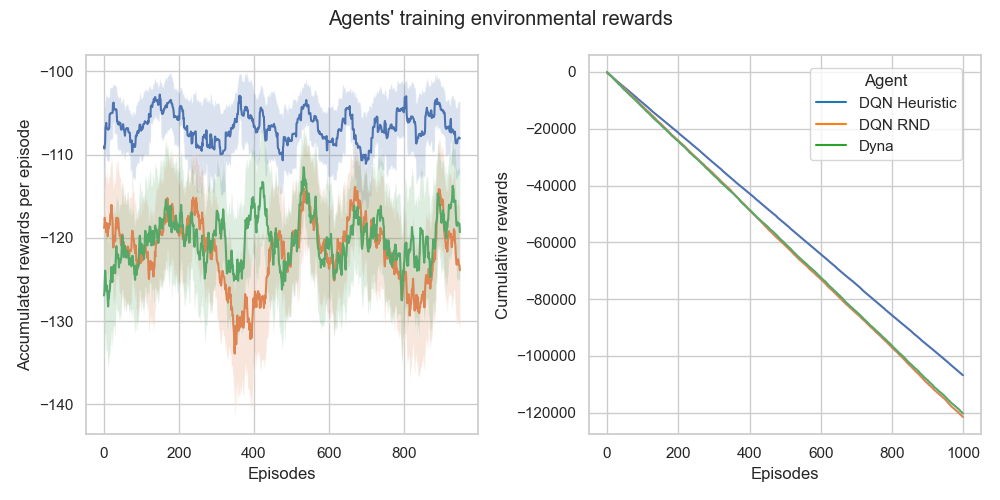 Agents' training environmental rewards
Accumulated rewards per episode
−100
−110
−120
−130
−140
0
200
400
600
800
Episodes
Cumulative rewards
0
−20000
−40000
−60000
−80000
−100000
−120000
0
200
400
600
800
1000
Episodes
Agent
DQN Heuristic
DQN RND
Dyna